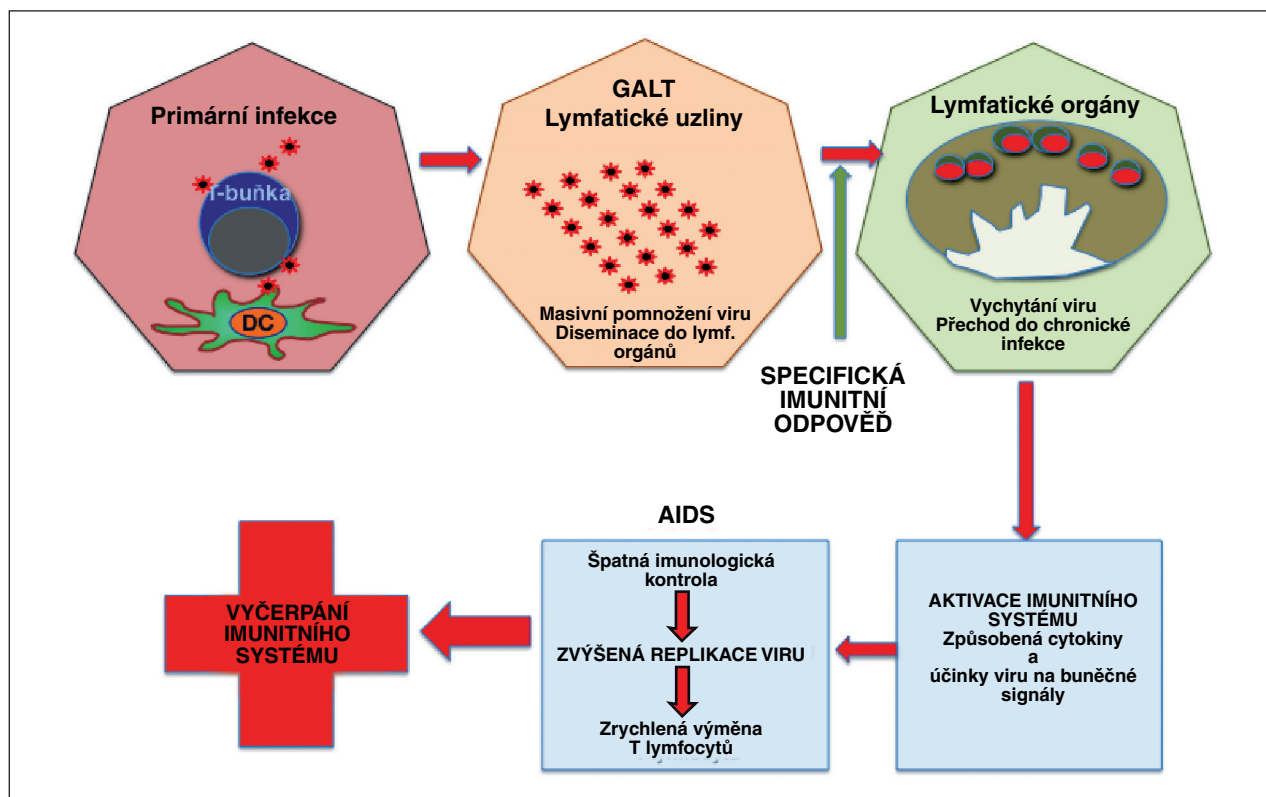 Primární infekce
T-buňka
DC
GALT
Lymfatické uzliny
Masivní pomnožení viru
Diseminace do lymf.
orgánů
SPECIFICKÁ
IMUNITNÍ
ODPOVĚĎ
Lymfatické orgány
Vychytání viru
Přechod do chronické
infekce
AKTIVACE IMUNITNÍHO
SYSTÉMU
Způsobená cytokiny
a
účinky viru na buněčné
signály
AIDS
Špatná imunologická
kontrola
ZVÝŠENÁ REPLIKACE VIRU
Zrychlená výměna
T lymfocytů
VYČERPÁNÍ
IMUNITNÍHO
SYSTÉMU